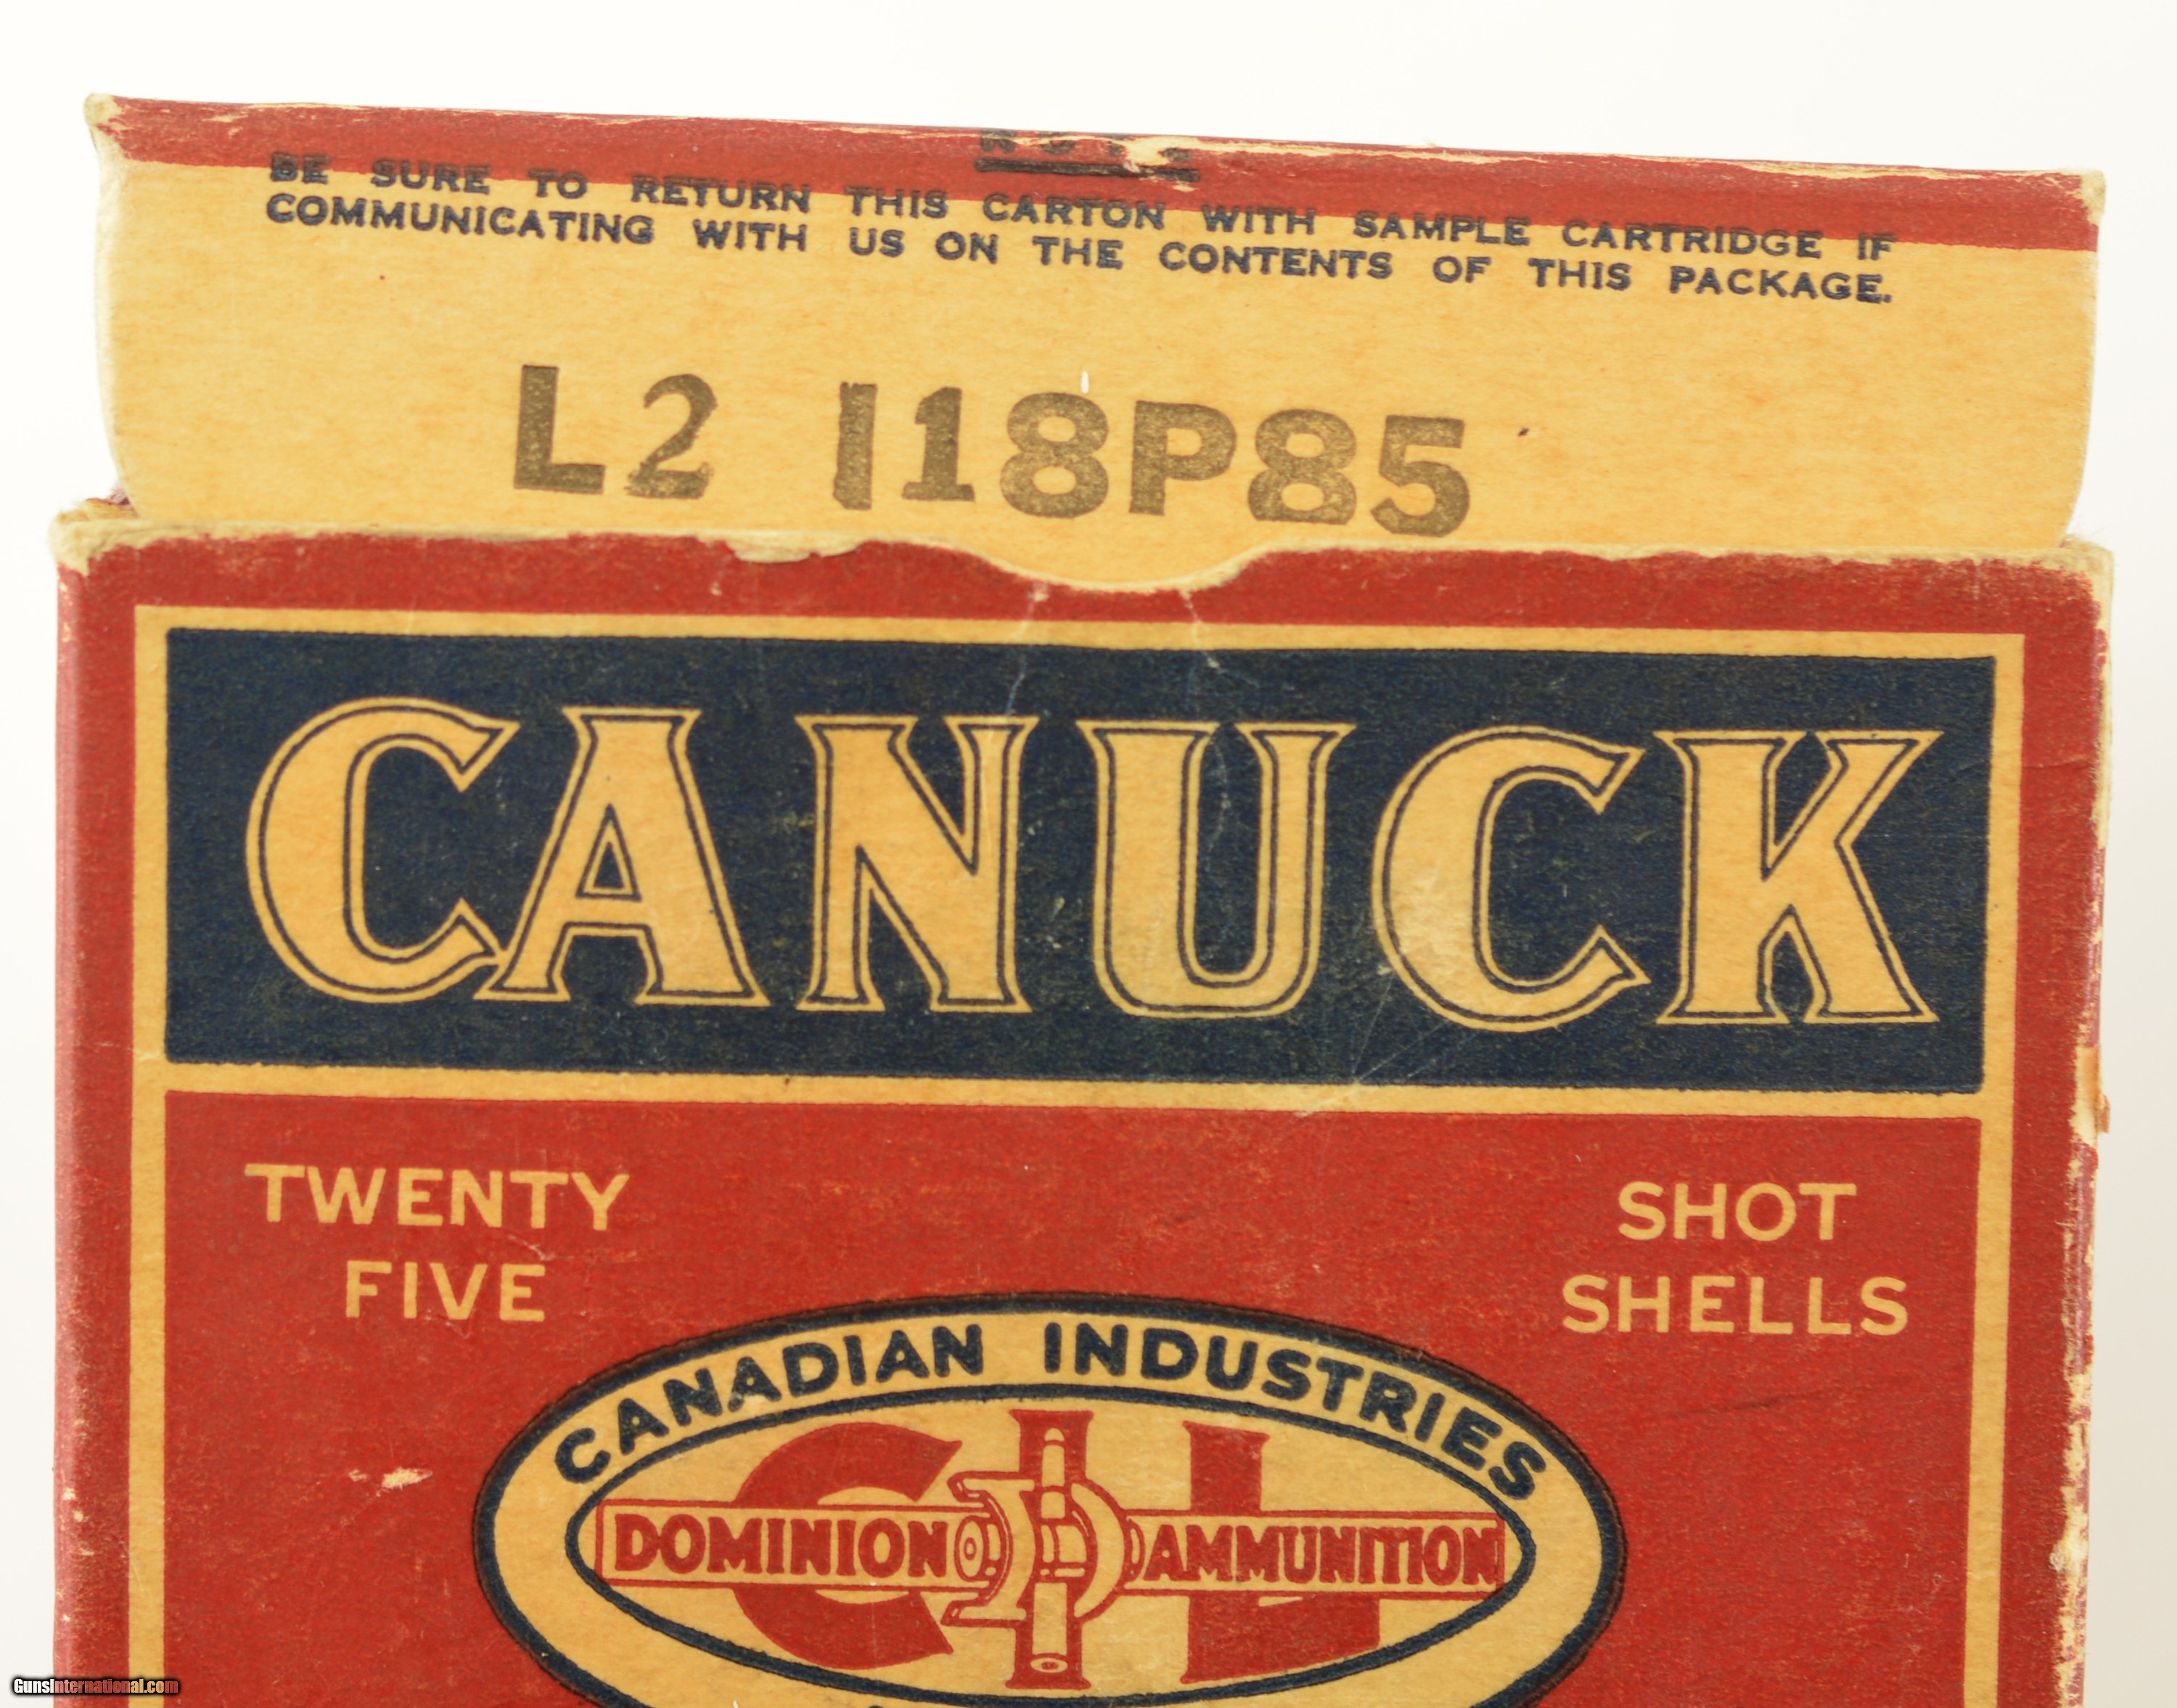 BE SURE TO RETURN THIS CARTON WITH SAMPLE CARTRIDGE IF
COMMUNICATING WITH US ON THE CONTENTS OF THIS PACKAGE.
L2 118P85
CANUCK
TWENTY
FIVE
SHOT
SHELLS
CANADIAN INDUSTRIES
CIL
DOMINION AMMUNITION
GunsInternational.com